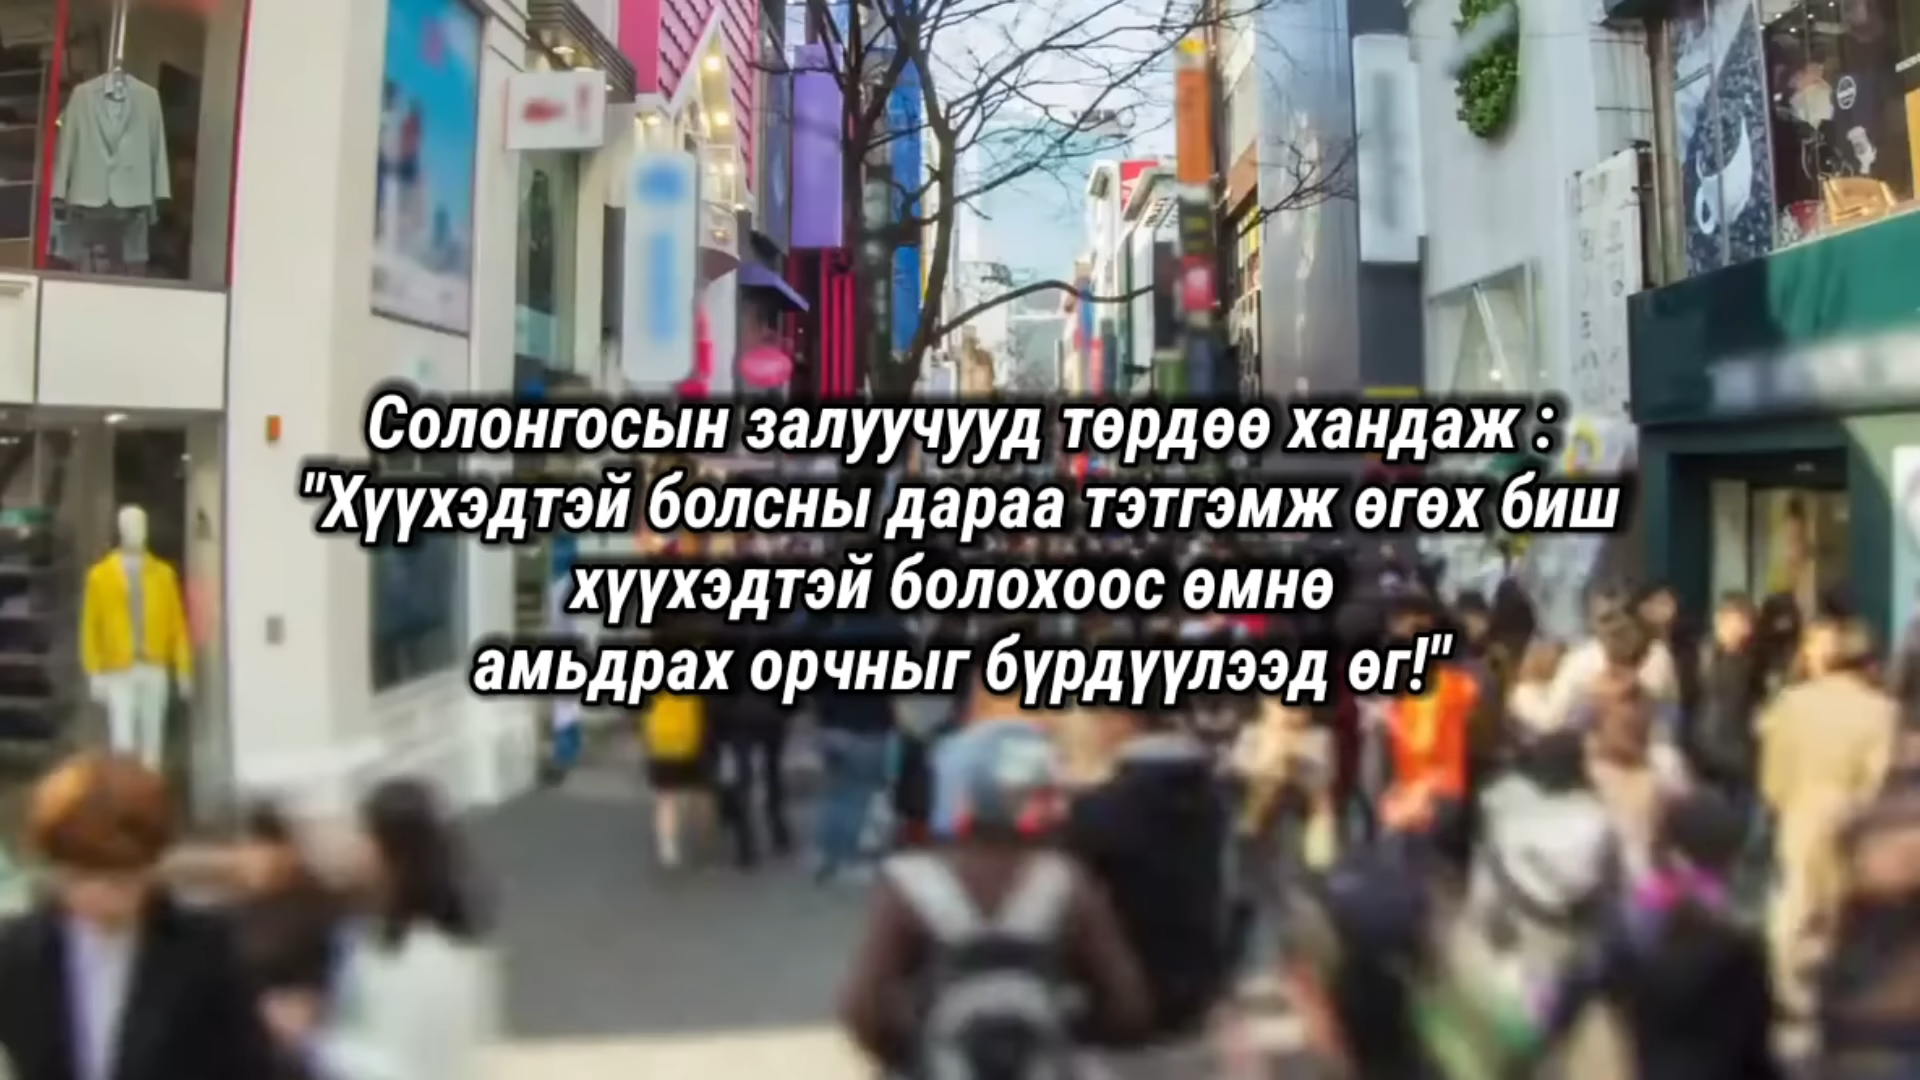 Солонгосын залуучууд төрдөө хандаж :
"Хүүхэдтэй болсны дараа тэтгэмж өгөх биш
хүүхэдтэй болохоос өмнө
амьдрах орчныг бүрдүүлээд өг!"